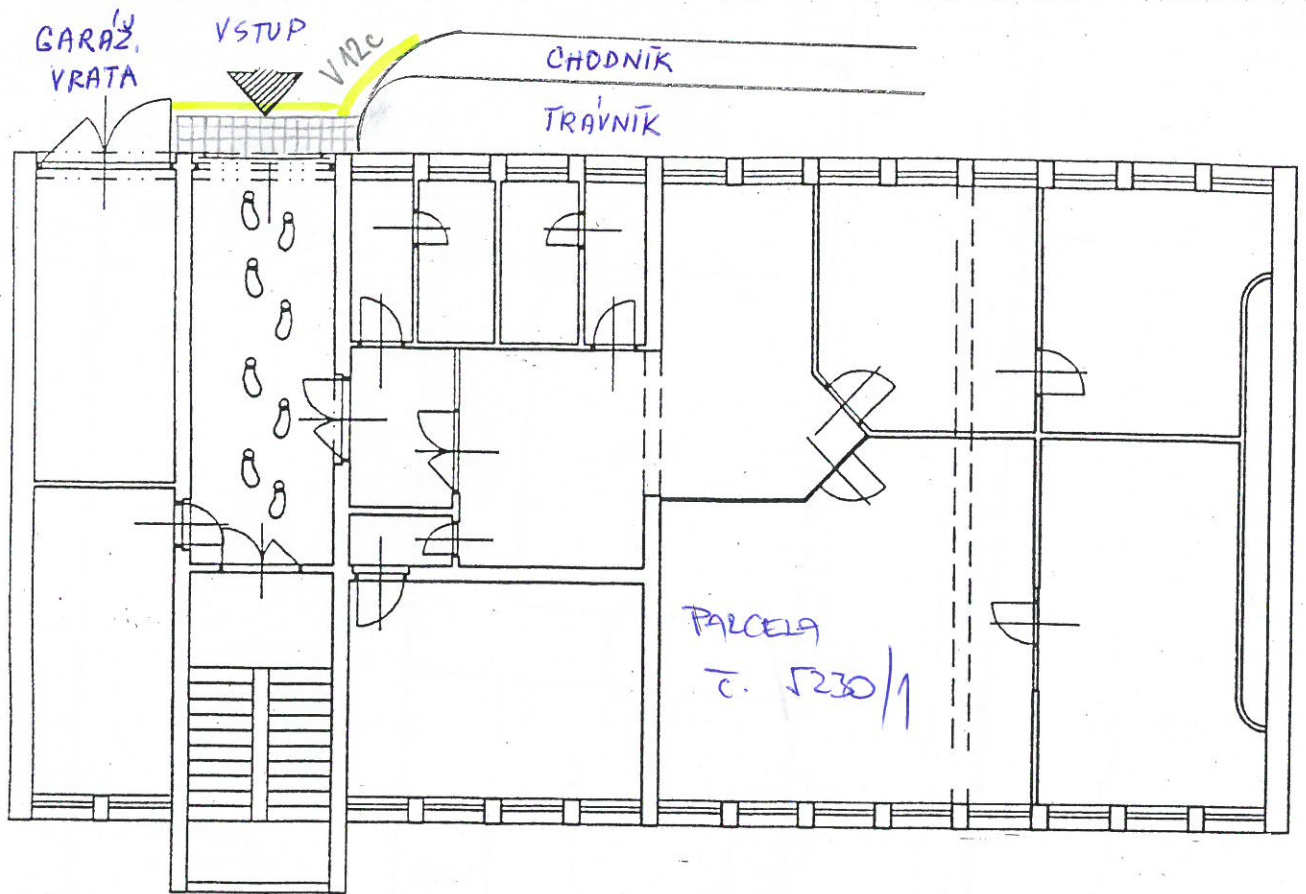 GARÁŽ.
VRATA
VSTUP
V12c
CHODNÍK
TRÁVNÍK
PARCELA
č. 5230/1